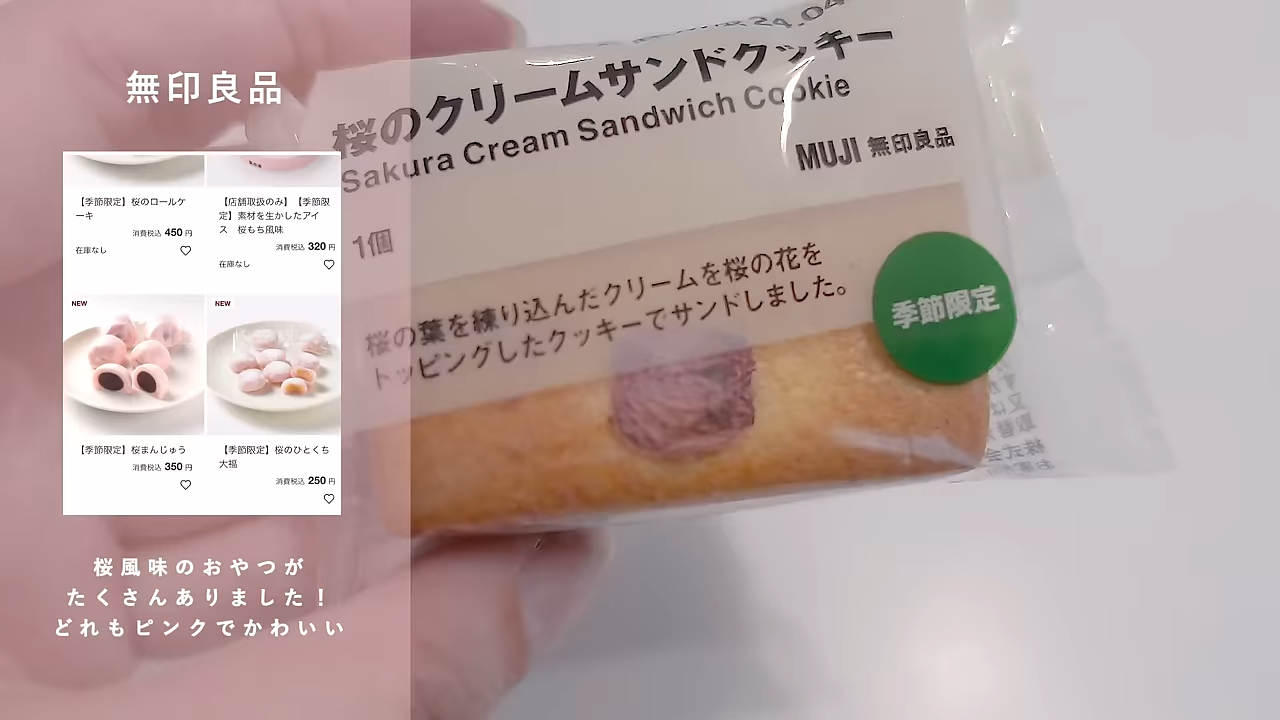 無印良品
【季節限定】桜のロールケ
ーキ
消費税込 450 円
在庫なし
【店舗取扱のみ】【季節限
定】素材を生かしたアイ
ス 桜もち風味
消費税込 320 円
在庫なし
NEW
【季節限定】桜まんじゅう
消費税込 350 円
NEW
【季節限定】桜のひとくち
大福
消費税込 250 円
桜風味のおやつが
たくさんありました！
どれもピンクでかわいい
桜のクリームサンドクッキー
Sakura Cream Sandwich Cookie
MUJI 無印良品
1個
桜の葉を練り込んだクリームを桜の花を
トッピングしたクッキーでサンドしました。
季節限定